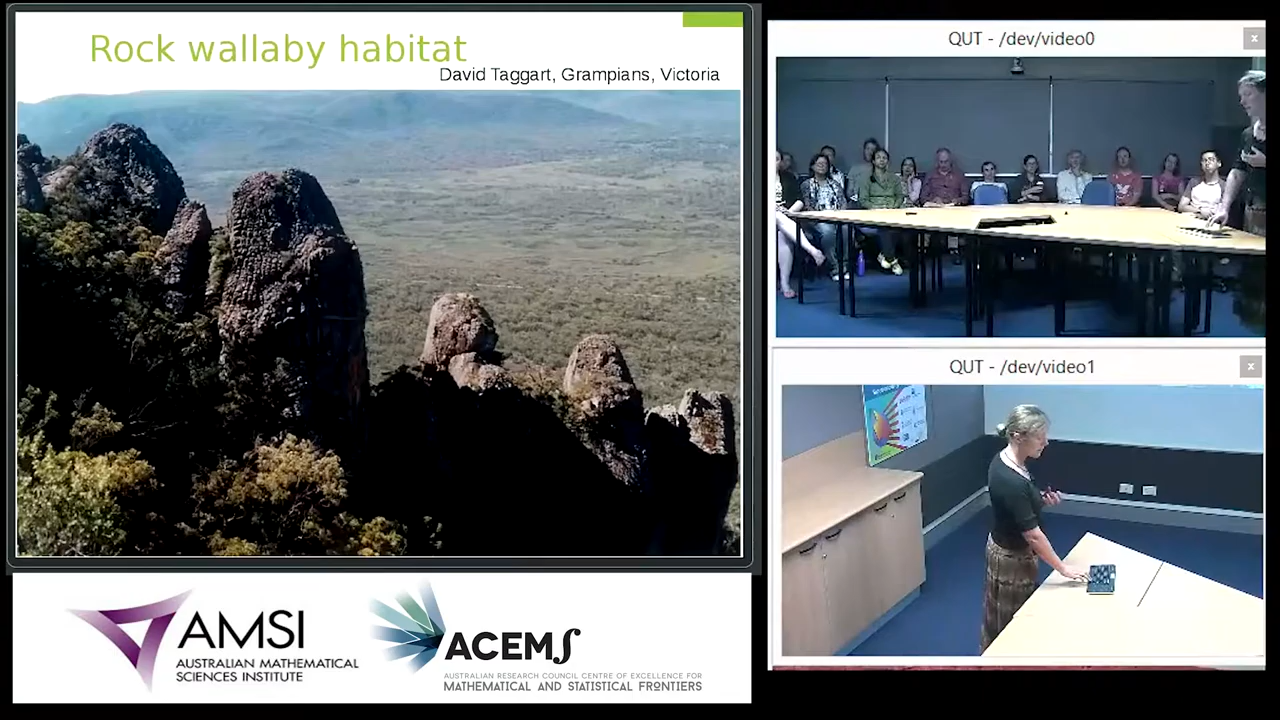 Rock wallaby habitat
David Taggart, Grampians, Victoria
QUT - /dev/video0
x
QUT - /dev/video1
x
AMSI
AUSTRALIAN MATHEMATICAL
SCIENCES INSTITUTE
ACEMS
AUSTRALIAN RESEARCH COUNCIL CENTRE OF EXCELLENCE FOR
MATHEMATICAL AND STATISTICAL FRONTIERS